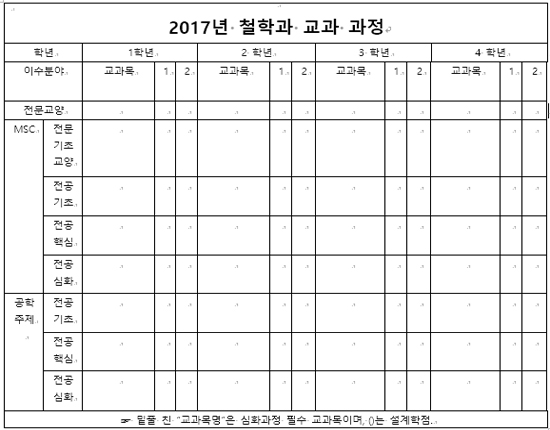 2017년 철학과 교과 과정
학년 1학년 2 학년 3 학년 4 학년
이수분야 교과목 1 2 교과목 1 2 교과목 1 2 교과목 1 2
전문교양
MSC 전문
기초
교양
전공
기초
전공
핵심
전공
심화
공학 전공
주제 기초
전공
핵심
전공
심화
☞ 밑줄 친 "교과목명"은 심화과정 필수 교과목이며, ()는 설계학점.